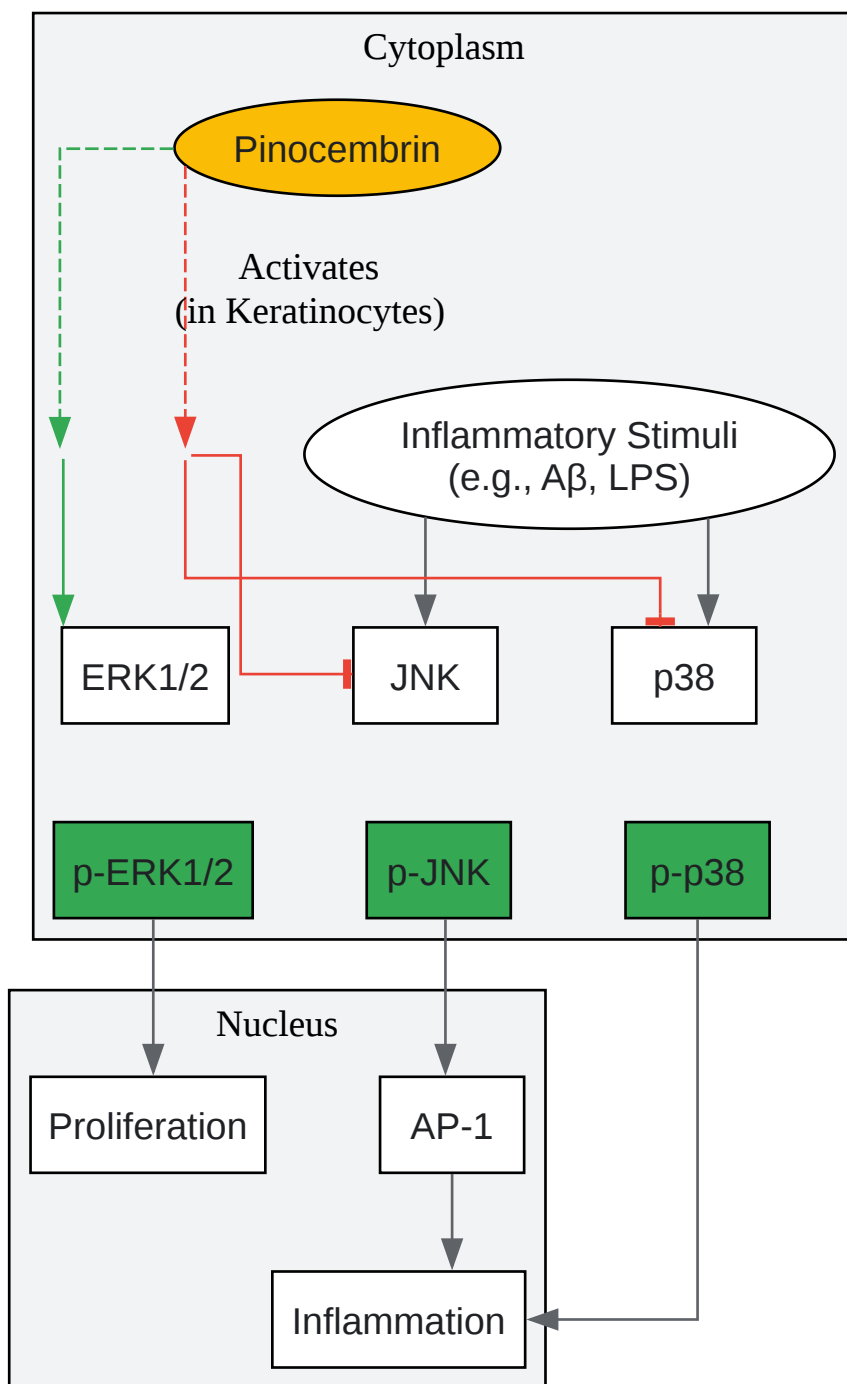 Cytoplasm
Pinocembrin
Activates
(in Keratinocytes)
Inflammatory Stimuli
(e.g., Aβ, LPS)
ERK1/2
JNK
p38
p-ERK1/2
p-JNK
p-p38
Nucleus
Proliferation
AP-1
Inflammation